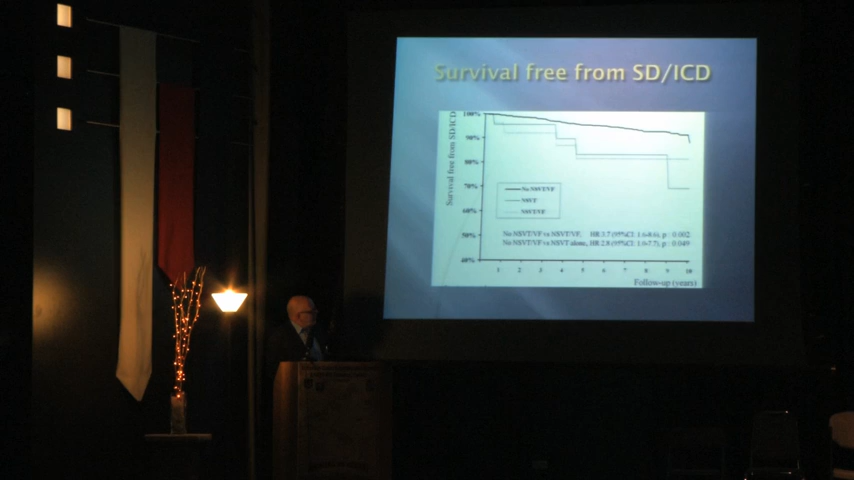 Survival free from SD/ICD
100%
90%
80%
70%
60%
50%
40%
Survival free from SD/ICD
No NSVT/VF
NSVT
NSVT/VF
No NSVT/VF vs NSVT/VF, HR 3.7 (95%CI: 1.6-8.6), p : 0.002
No NSVT/VF vs NSVT alone, HR 2.8 (95%CI: 1.0-7.7), p : 0.049
1 2 3 4 5 6 7 8 9 10
Follow-up (years)